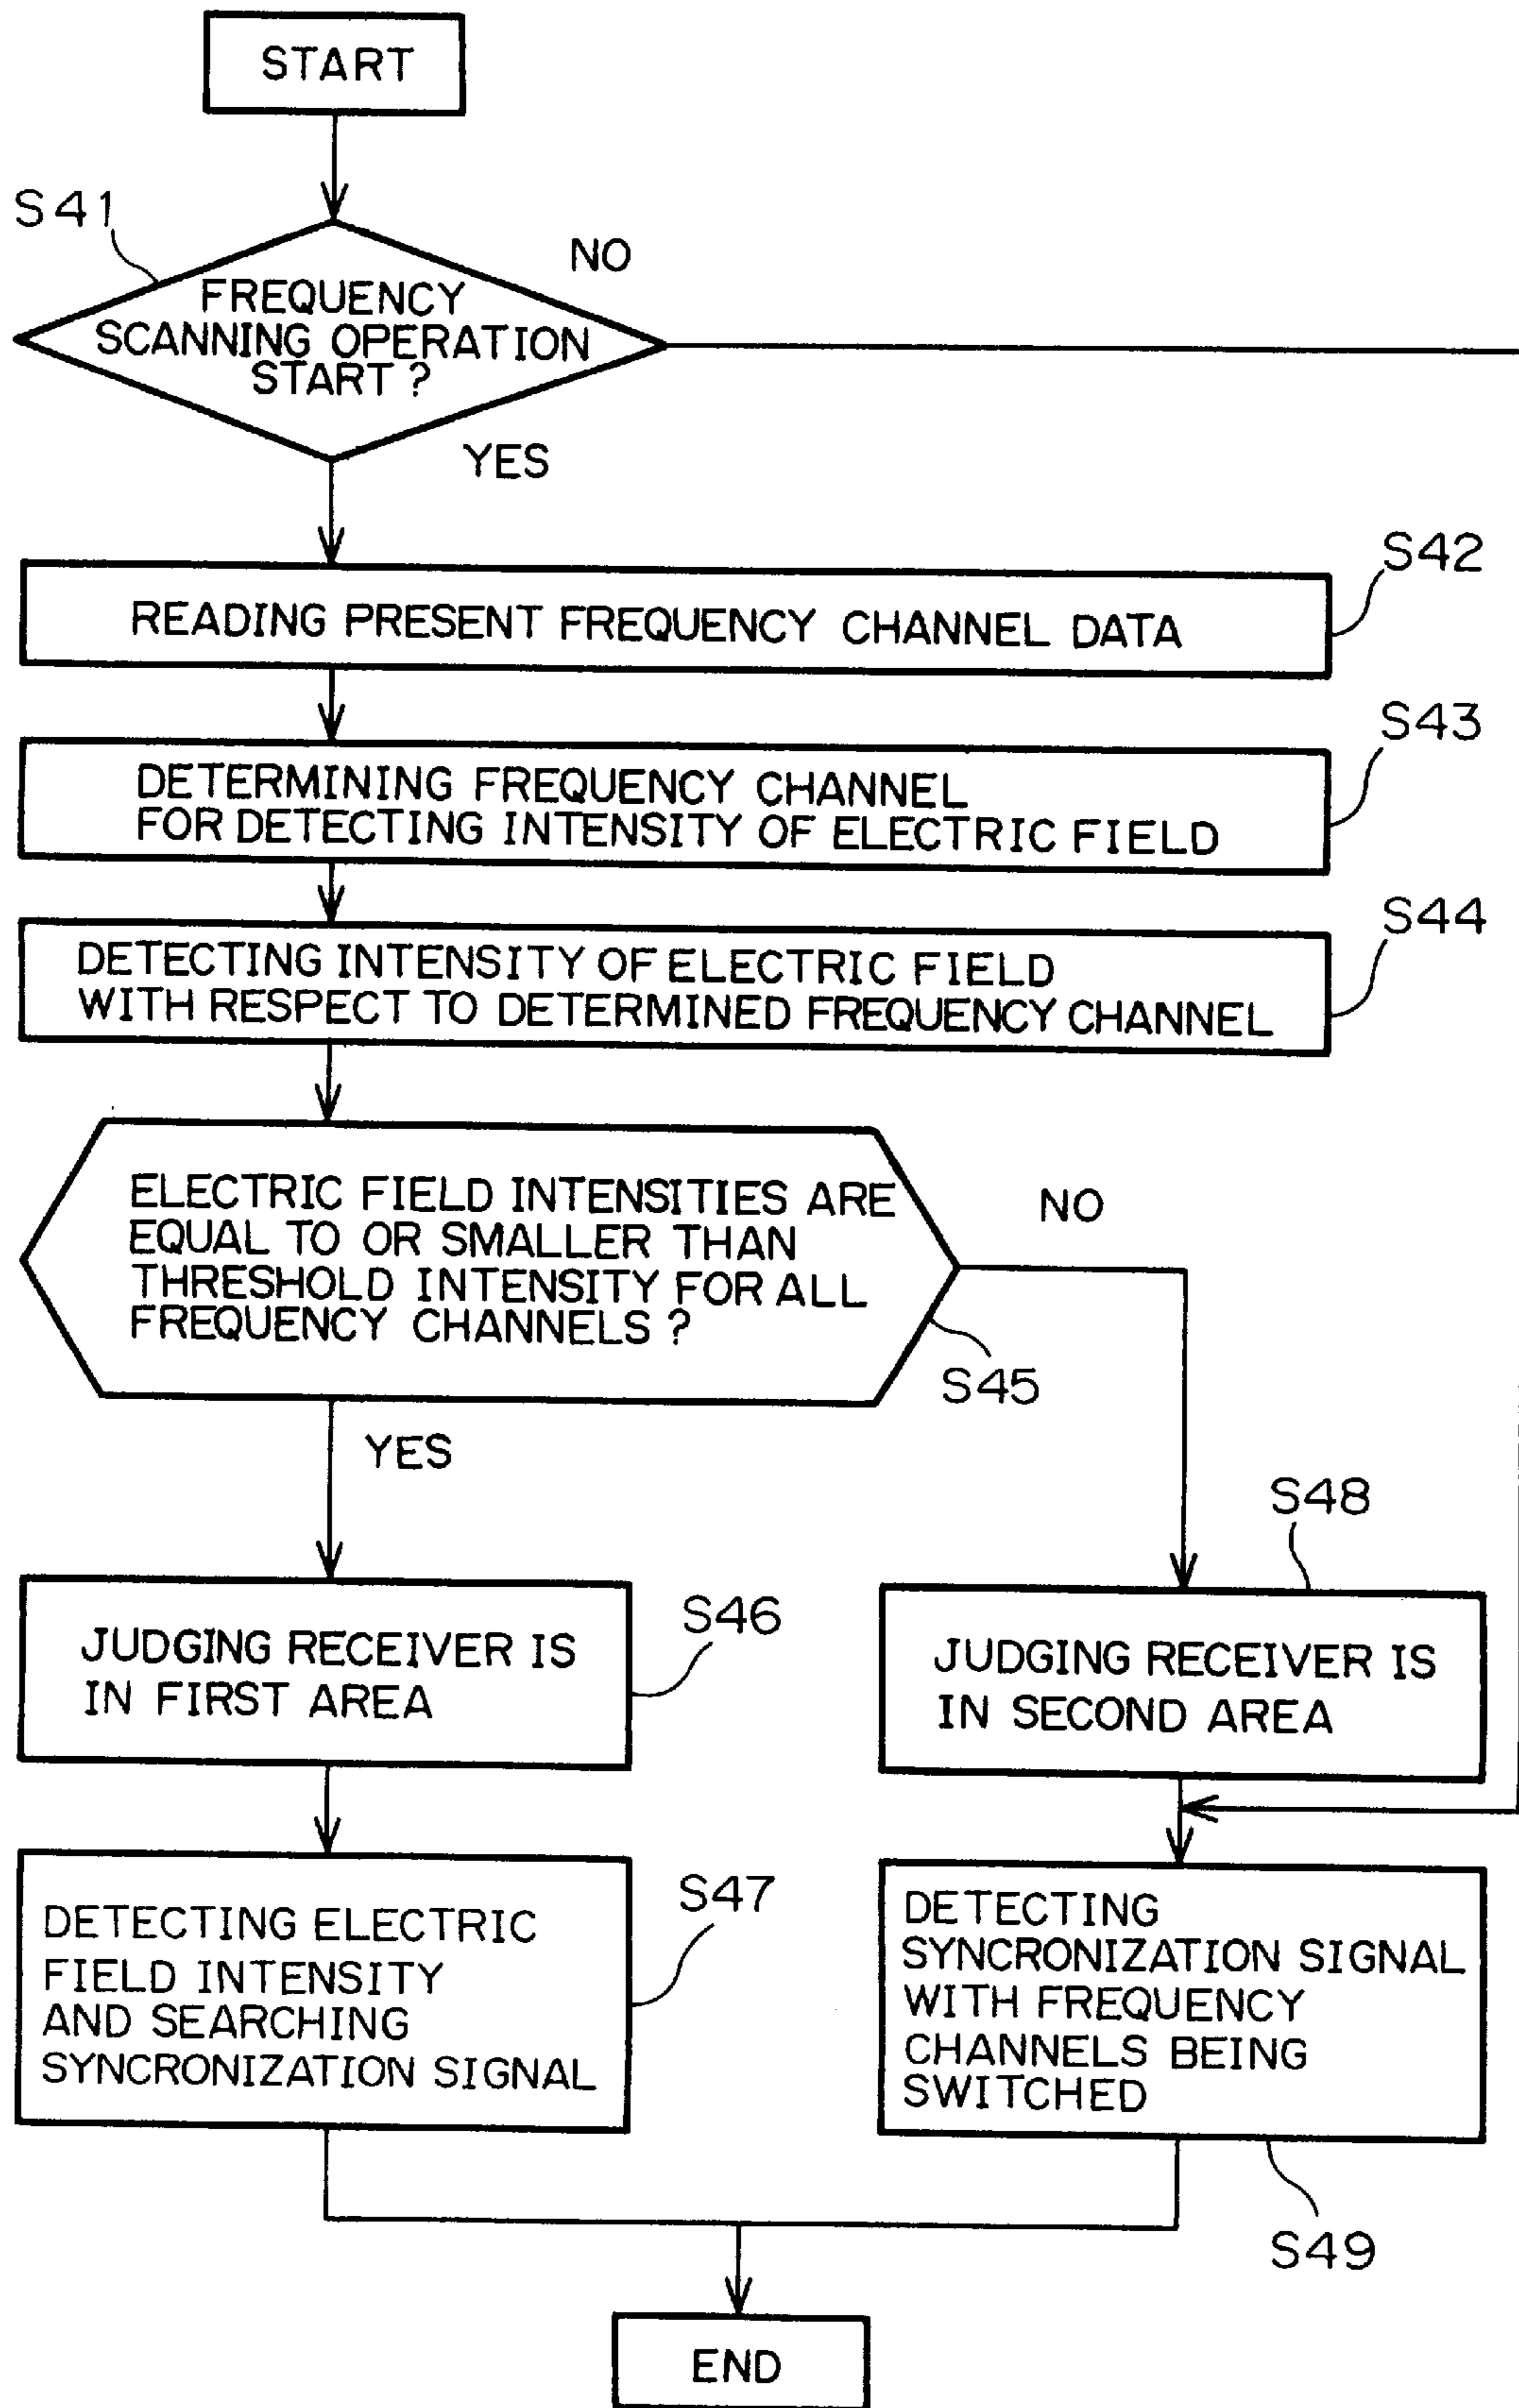 START
S41
NO
FREQUENCY
SCANNING OPERATION
START ?
YES
S42
READING PRESENT FREQUENCY CHANNEL DATA
S43
DETERMINING FREQUENCY CHANNEL
FOR DETECTING INTENSITY OF ELECTRIC FIELD
S44
DETECTING INTENSITY OF ELECTRIC FIELD
WITH RESPECT TO DETERMINED FREQUENCY CHANNEL
ELECTRIC FIELD INTENSITIES ARE
EQUAL TO OR SMALLER THAN
THRESHOLD INTENSITY FOR ALL
FREQUENCY CHANNELS ?
NO
S45
YES
S46
JUDGING RECEIVER IS
IN FIRST AREA
S48
JUDGING RECEIVER IS
IN SECOND AREA
S47
DETECTING ELECTRIC
FIELD INTENSITY
AND SEARCHING
SYNCRONIZATION SIGNAL
DETECTING
SYNCRONIZATION SIGNAL
WITH FREQUENCY
CHANNELS BEING
SWITCHED
S49
END